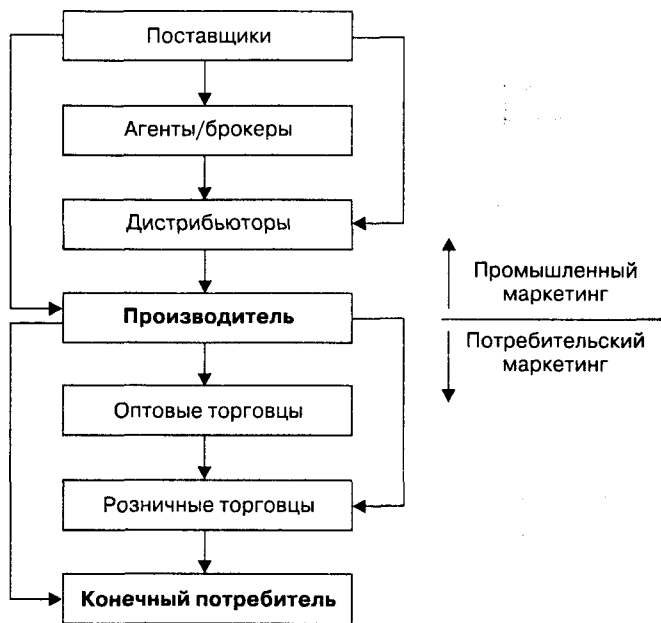 Поставщики
Агенты/брокеры
Дистрибьюторы
Производитель
Оптовые торговцы
Розничные торговцы
Конечный потребитель
Промышленный
маркетинг
Потребительский
маркетинг